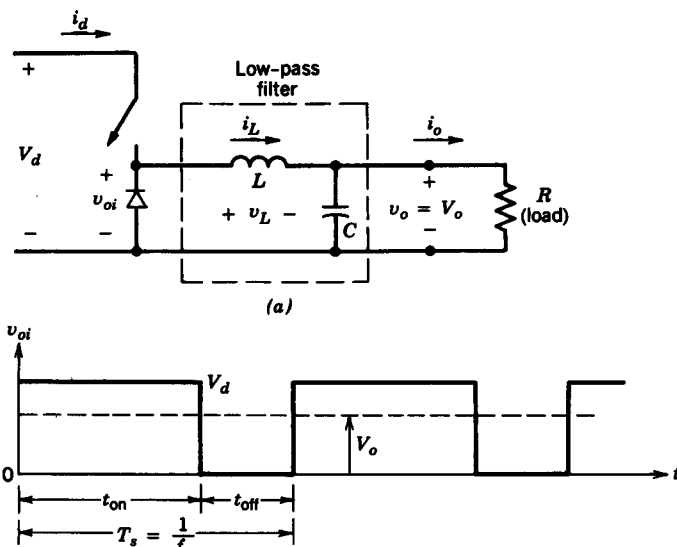 i_d
+
Low-pass
filter
i_L
i_o
V_d
+
v_oi
L
+ v_L −
C
+
v_o = V_o
R
(load)
−
−
−
(a)
v_oi
V_d
V_o
0
t
t_on
t_off
T_s = 1/f